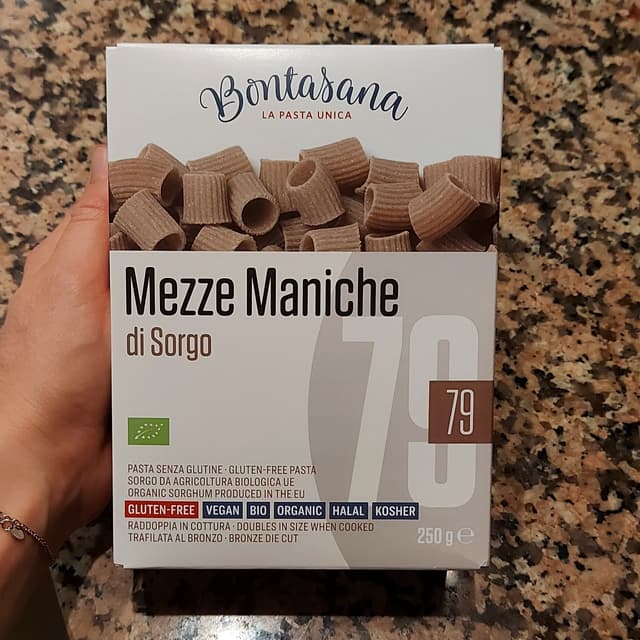 Bontasana
LA PASTA UNICA
Mezze Maniche
di Sorgo
79
79
PASTA SENZA GLUTINE · GLUTEN-FREE PASTA
SORGO DA AGRICOLTURA BIOLOGICA UE
ORGANIC SORGHUM PRODUCED IN THE EU
GLUTEN-FREE VEGAN BIO ORGANIC HALAL KOSHER
RADDOPPIA IN COTTURA · DOUBLES IN SIZE WHEN COOKED
TRAFILATA AL BRONZO · BRONZE DIE CUT
250 g ℮